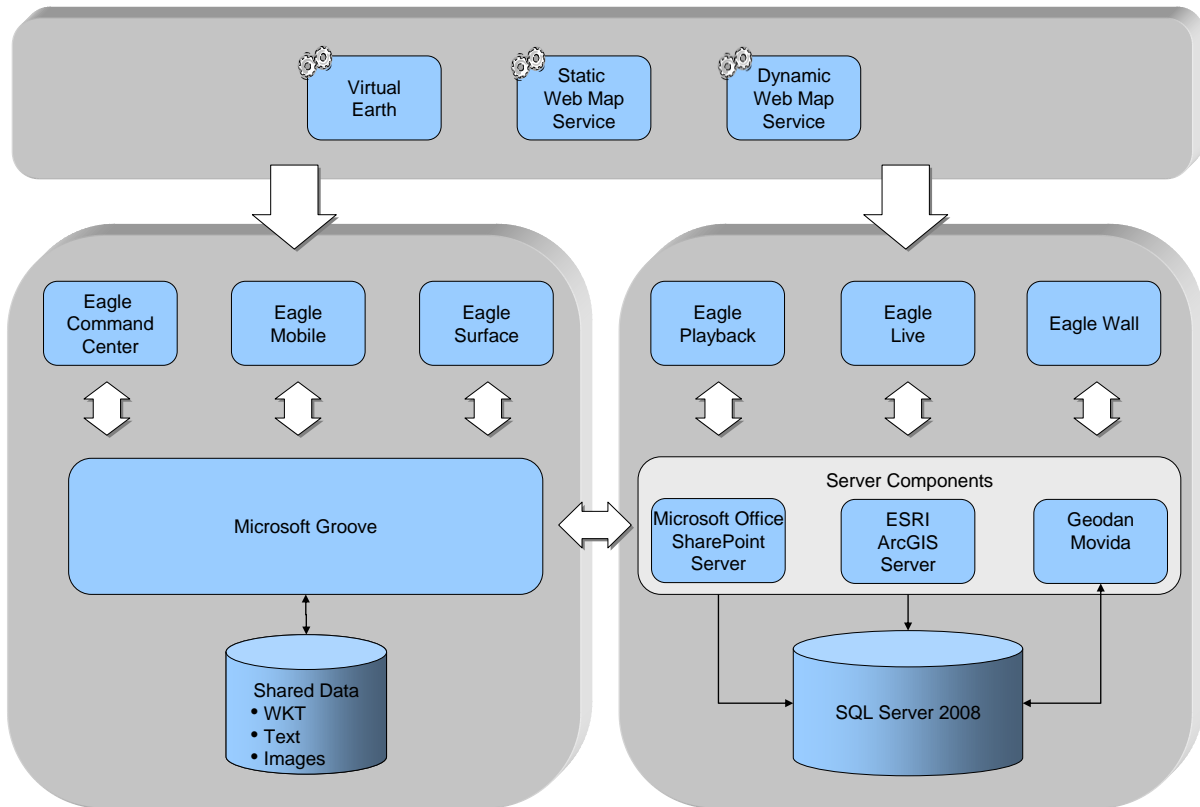 Virtual
Earth
Static
Web Map
Service
Dynamic
Web Map
Service
Eagle
Command
Center
Eagle
Mobile
Eagle
Surface
Eagle
Playback
Eagle
Live
Eagle Wall
Microsoft Groove
Server Components
Microsoft Office
SharePoint
Server
ESRI
ArcGIS
Server
Geodan
Movida
Shared Data
• WKT
• Text
• Images
SQL Server 2008